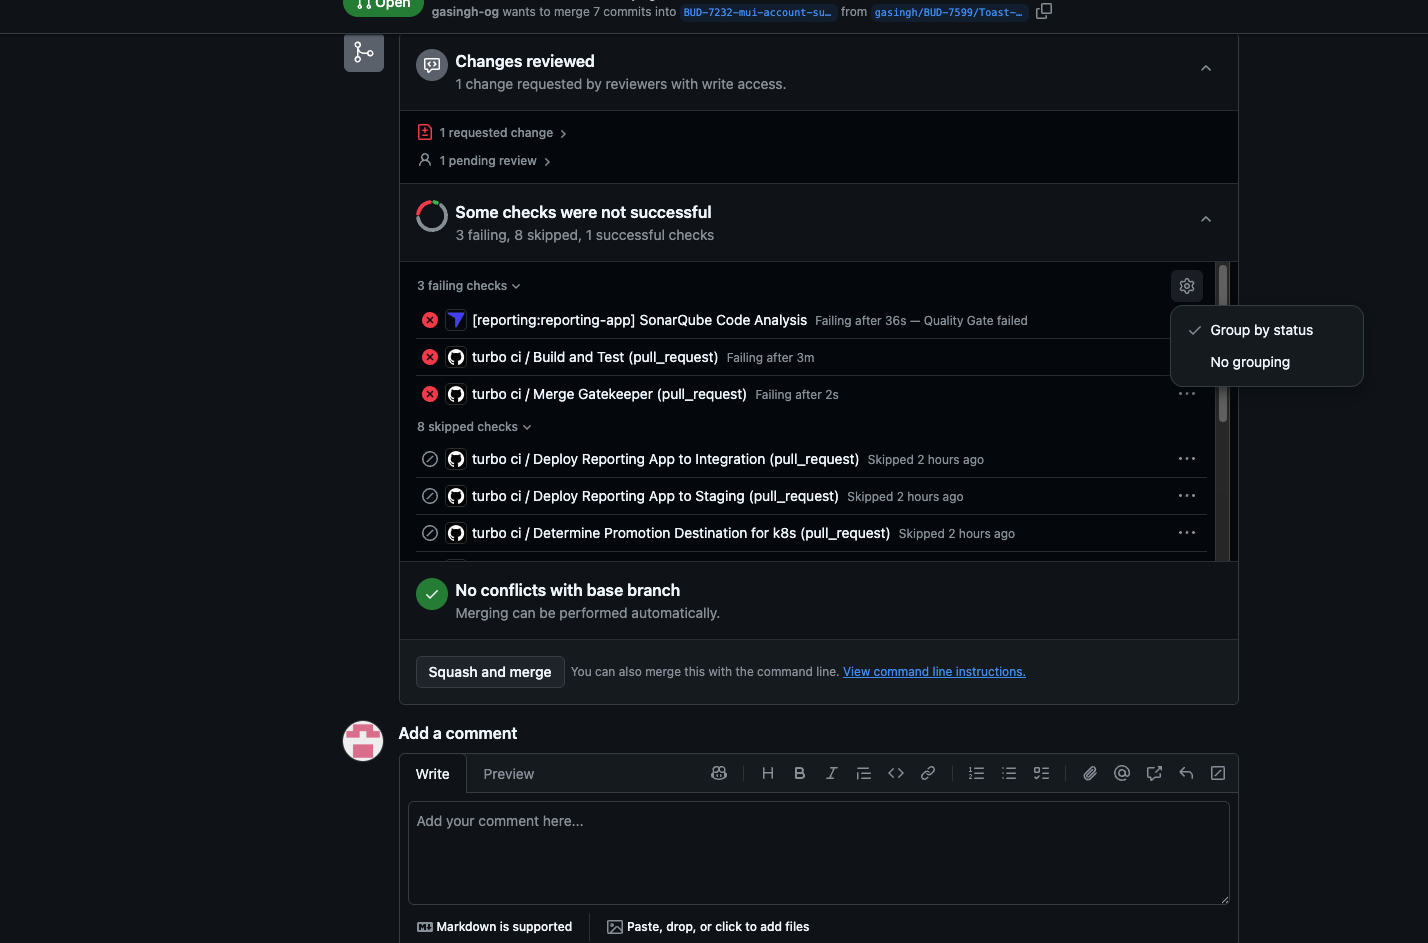 Open
gasingh-og wants to merge 7 commits into BUD-7232-mui-account-su… from gasingh/BUD-7599/Toast-…
Changes reviewed
1 change requested by reviewers with write access.
1 requested change
1 pending review
Some checks were not successful
3 failing, 8 skipped, 1 successful checks
3 failing checks
[reporting:reporting-app] SonarQube Code Analysis Failing after 36s — Quality Gate failed
Group by status
turbo ci / Build and Test (pull_request) Failing after 3m
No grouping
turbo ci / Merge Gatekeeper (pull_request) Failing after 2s
8 skipped checks
turbo ci / Deploy Reporting App to Integration (pull_request) Skipped 2 hours ago
turbo ci / Deploy Reporting App to Staging (pull_request) Skipped 2 hours ago
turbo ci / Determine Promotion Destination for k8s (pull_request) Skipped 2 hours ago
No conflicts with base branch
Merging can be performed automatically.
Squash and merge You can also merge this with the command line. View command line instructions.
Add a comment
Write Preview
Add your comment here...
Markdown is supported Paste, drop, or click to add files